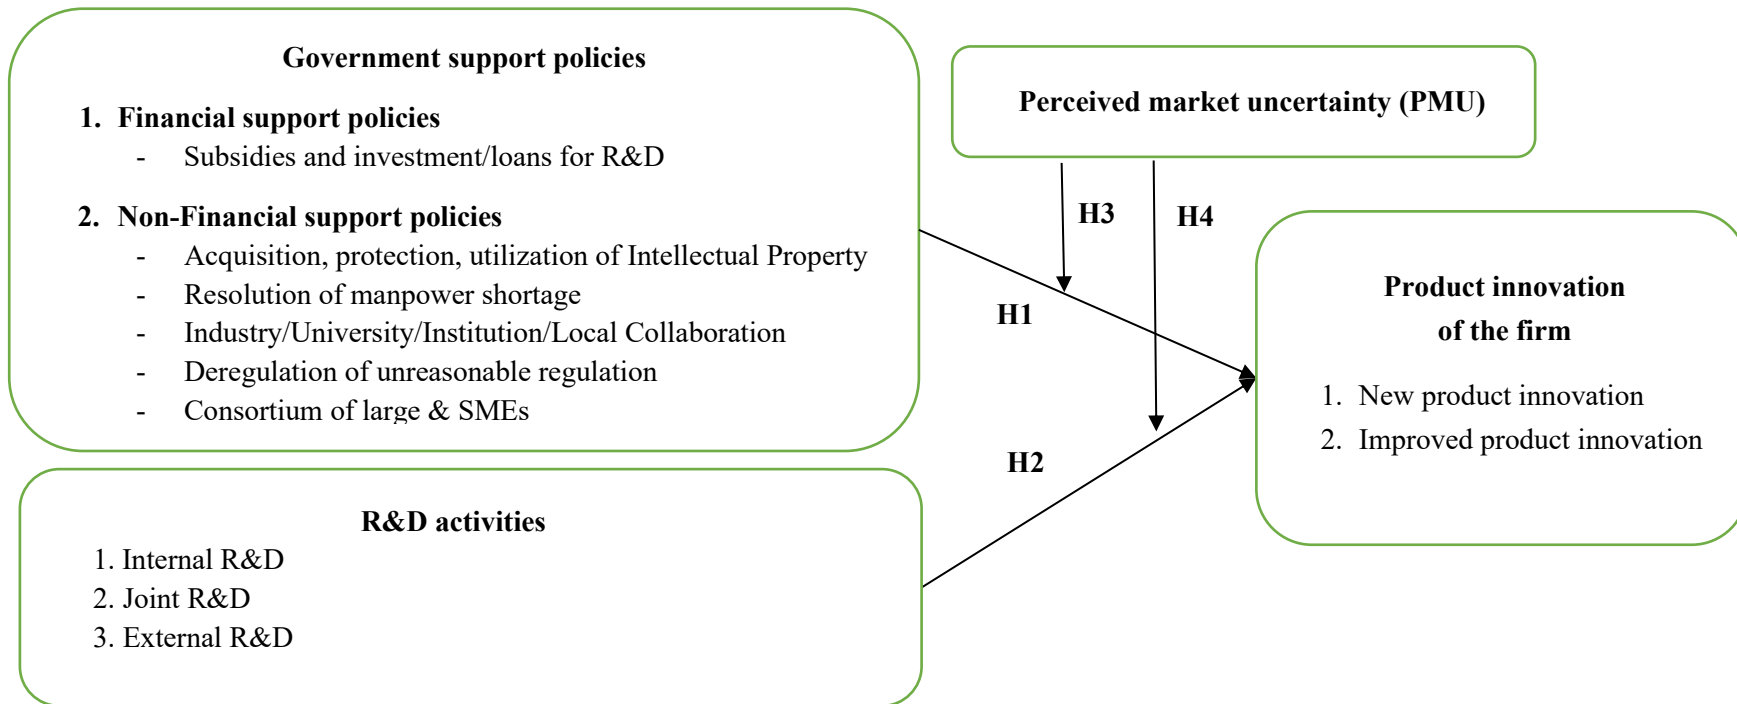 Government support policies
1. Financial support policies
- Subsidies and investment/loans for R&D
2. Non-Financial support policies
- Acquisition, protection, utilization of Intellectual Property
- Resolution of manpower shortage
- Industry/University/Institution/Local Collaboration
- Deregulation of unreasonable regulation
- Consortium of large & SMEs
R&D activities
1. Internal R&D
2. Joint R&D
3. External R&D
Perceived market uncertainty (PMU)
H3
H4
H1
H2
Product innovation
of the firm
1. New product innovation
2. Improved product innovation